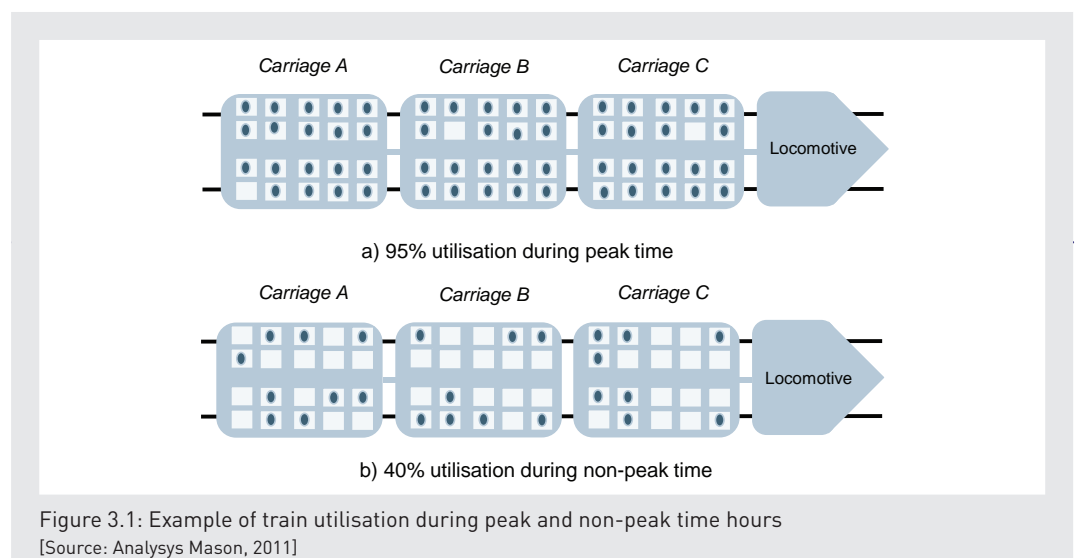 Carriage A Carriage B Carriage C
Locomotive
a) 95% utilisation during peak time
Carriage A Carriage B Carriage C
Locomotive
b) 40% utilisation during non-peak time
Figure 3.1: Example of train utilisation during peak and non-peak time hours
[Source: Analysys Mason, 2011]